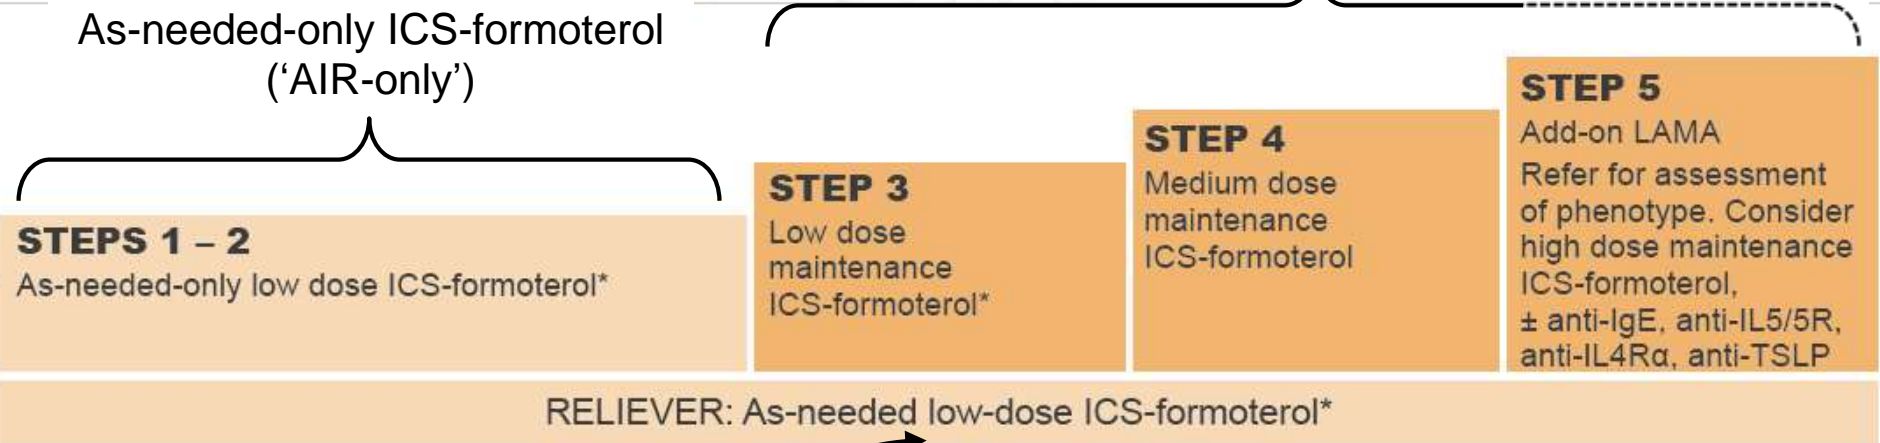 As-needed-only ICS-formoterol
(‘AIR-only’)
STEPS 1 – 2
As-needed-only low dose ICS-formoterol*
STEP 3
Low dose
maintenance
ICS-formoterol*
STEP 4
Medium dose
maintenance
ICS-formoterol
STEP 5
Add-on LAMA
Refer for assessment
of phenotype. Consider
high dose maintenance
ICS-formoterol,
± anti-IgE, anti-IL5/5R,
anti-IL4Rα, anti-TSLP
RELIEVER: As-needed low-dose ICS-formoterol*